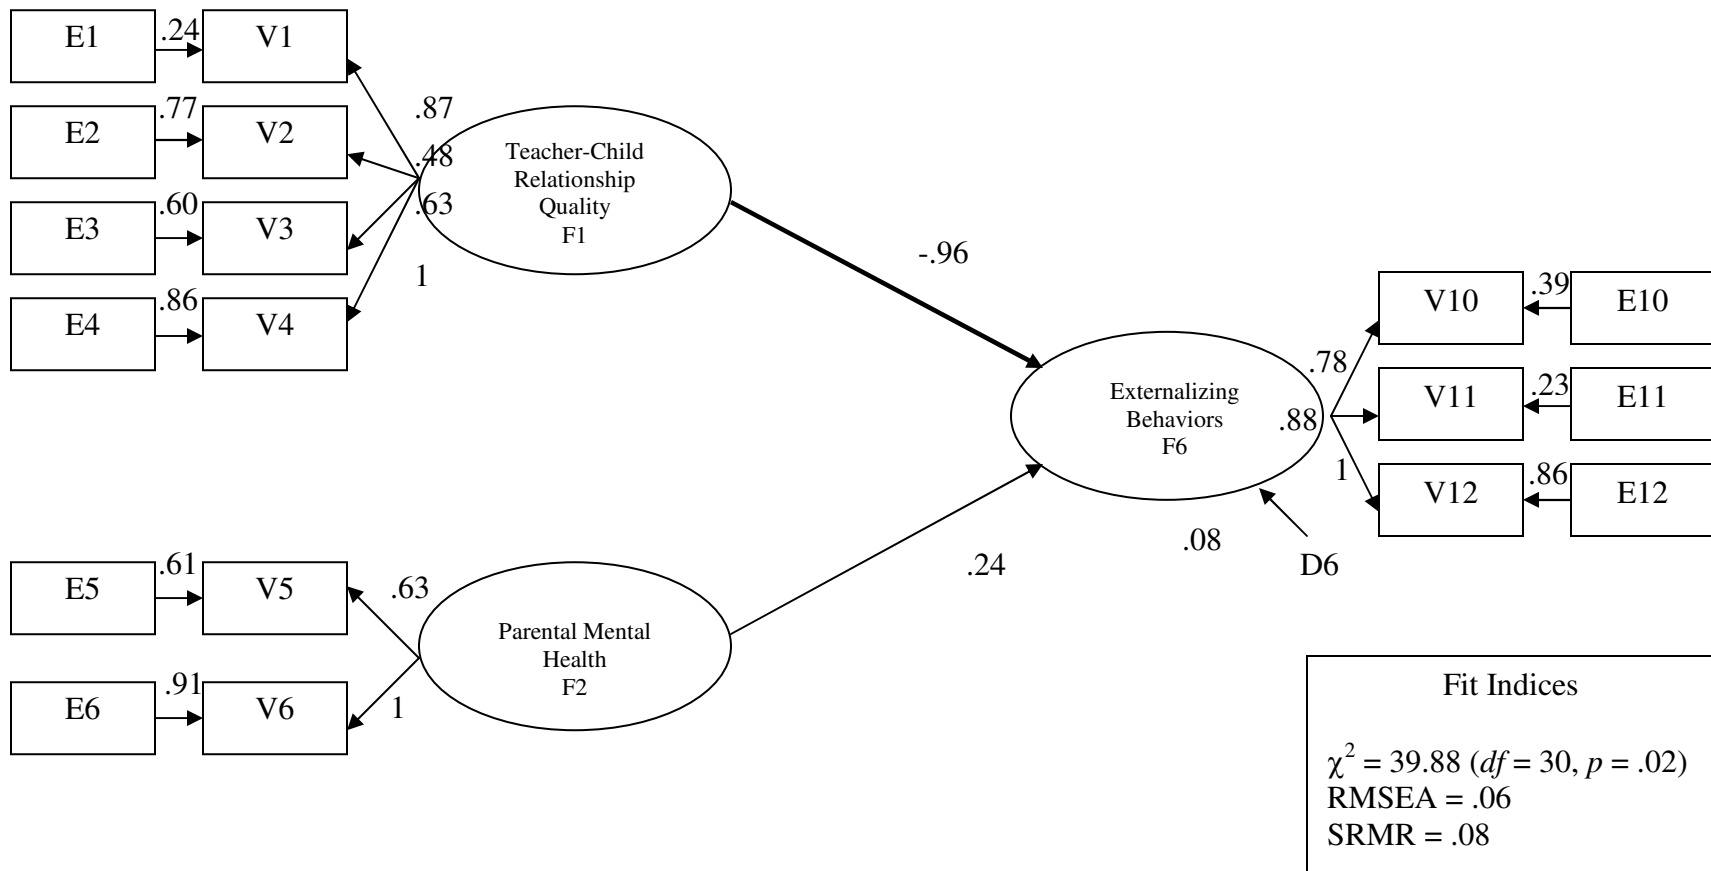 E1
.24
V1
E2
.77
V2
E3
.60
V3
E4
.86
V4
.87
.48
.63
1
Teacher-Child
Relationship
Quality
F1
-.96
E5
.61
V5
E6
.91
V6
.63
1
Parental Mental
Health
F2
.24
Externalizing
Behaviors
F6
.78
.88
1
.08
D6
V10
.39
E10
V11
.23
E11
V12
.86
E12
Fit Indices
χ² = 39.88 (df = 30, p = .02)
RMSEA = .06
SRMR = .08